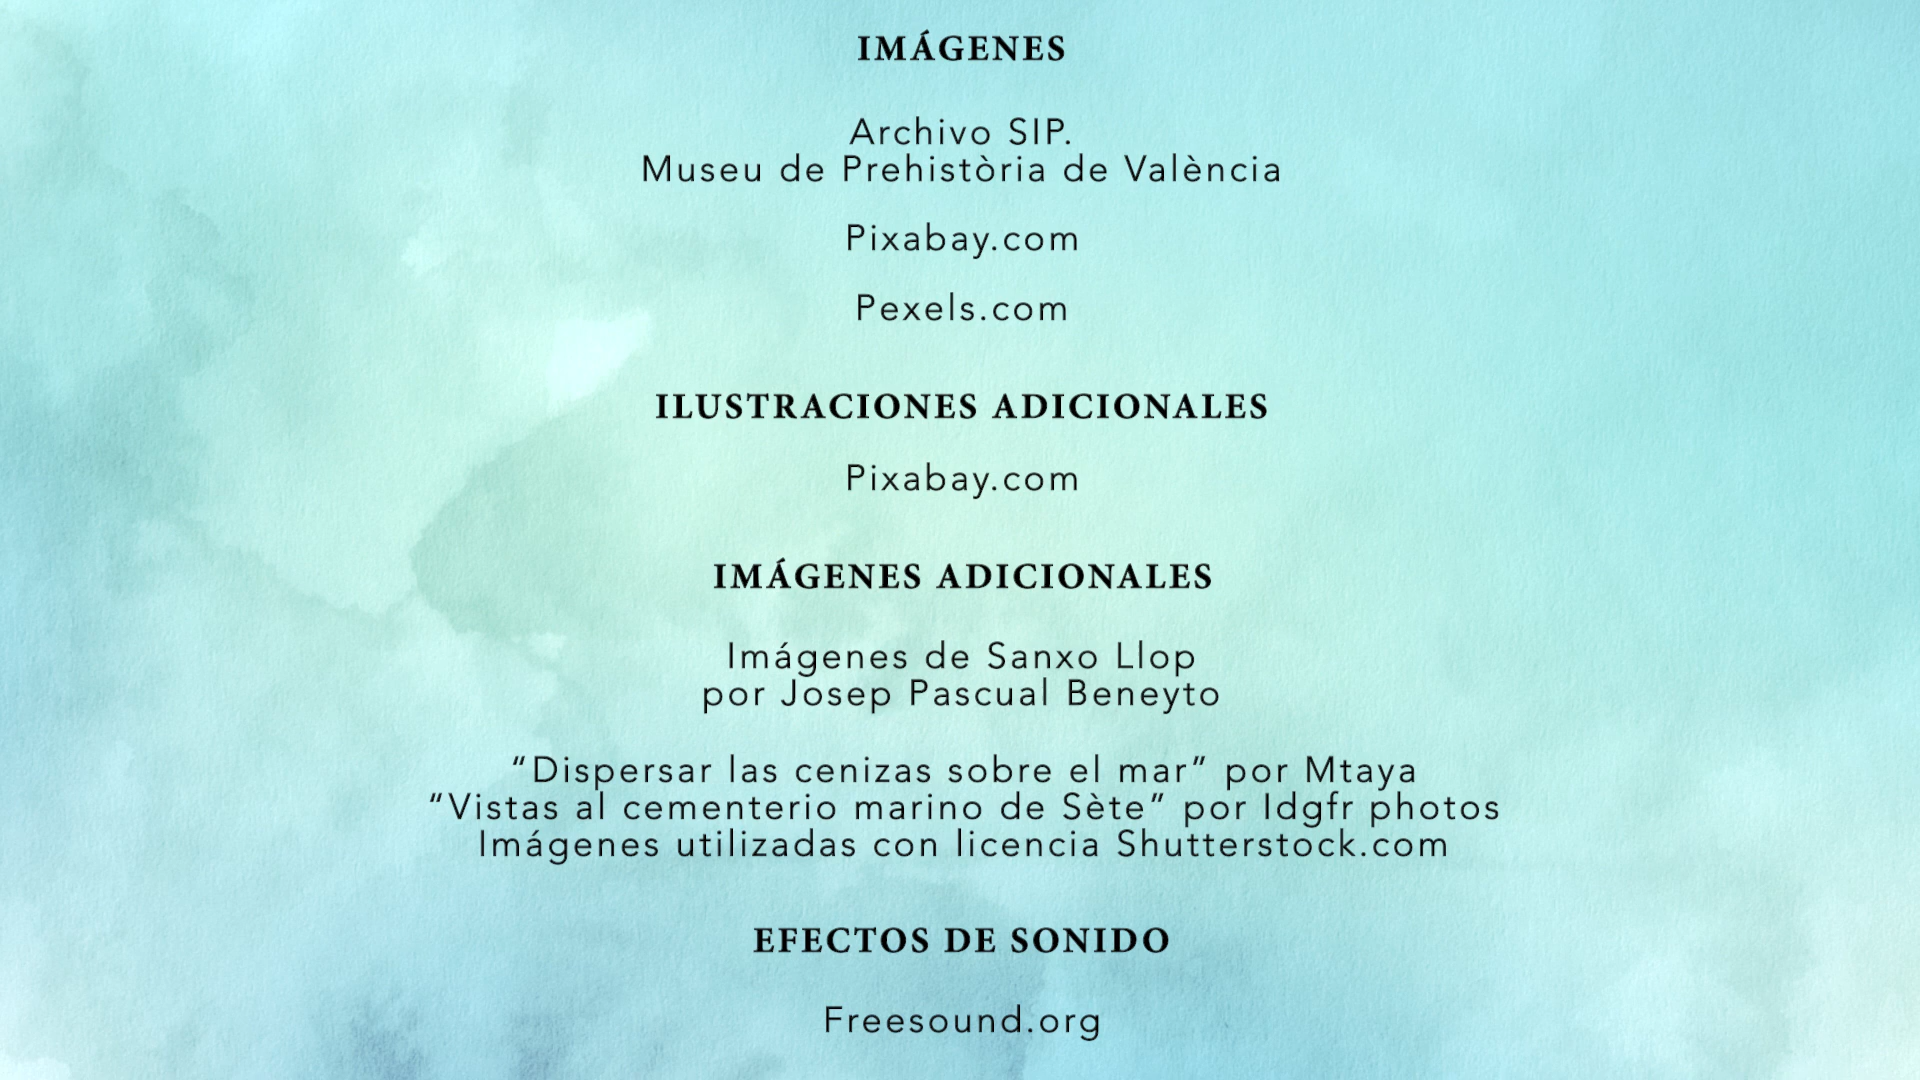 IMÁGENES
Archivo SIP.
Museu de Prehistòria de València
Pixabay.com
Pexels.com
ILUSTRACIONES ADICIONALES
Pixabay.com
IMÁGENES ADICIONALES
Imágenes de Sanxo Llop
por Josep Pascual Beneyto
“Dispersar las cenizas sobre el mar” por Mtaya
“Vistas al cementerio marino de Sète” por Idgfr photos
Imágenes utilizadas con licencia Shutterstock.com
EFECTOS DE SONIDO
Freesound.org